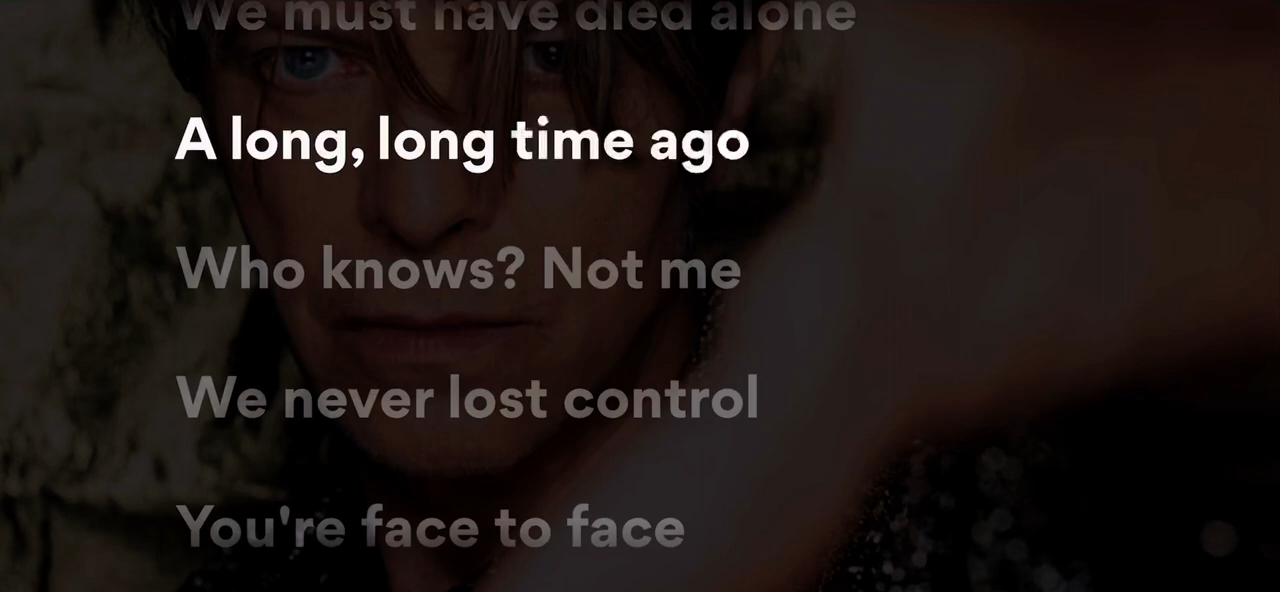 We must have died alone
A long, long time ago
Who knows? Not me
We never lost control
You're face to face